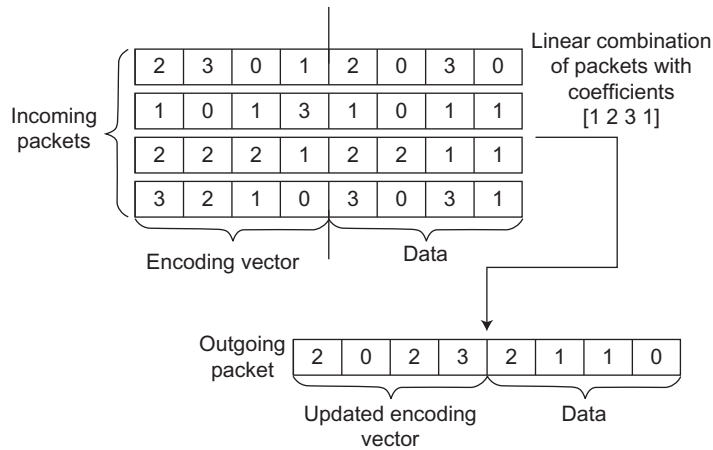 2 3 0 1 2 0 3 0
1 0 1 3 1 0 1 1
2 2 2 1 2 2 1 1
3 2 1 0 3 0 3 1
Incoming
packets
Encoding vector
Data
Linear combination
of packets with
coefficients
[1 2 3 1]
Outgoing
packet
2 0 2 3 2 1 1 0
Updated encoding
vector
Data